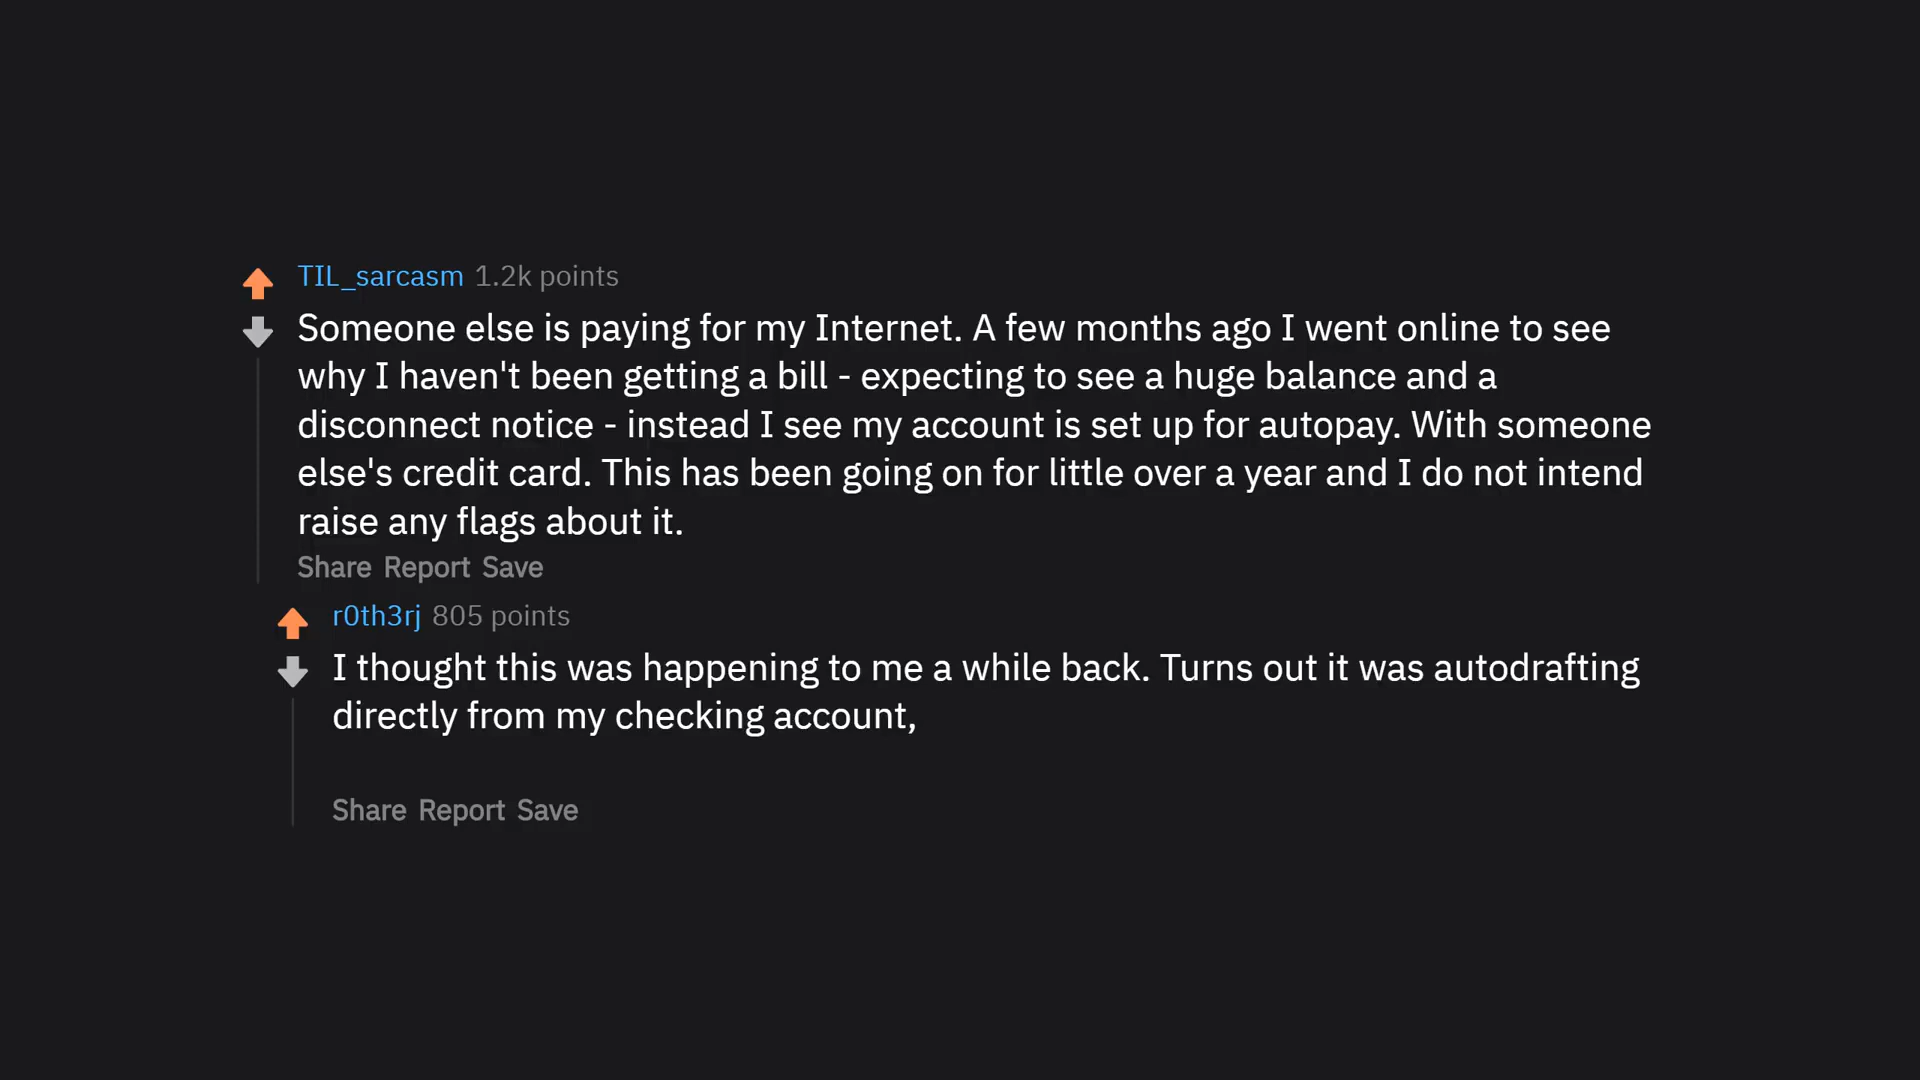 TIL_sarcasm 1.2k points
Someone else is paying for my Internet. A few months ago I went online to see
why I haven't been getting a bill - expecting to see a huge balance and a
disconnect notice - instead I see my account is set up for autopay. With someone
else's credit card. This has been going on for little over a year and I do not intend
raise any flags about it.
Share Report Save
r0th3rj 805 points
I thought this was happening to me a while back. Turns out it was autodrafting
directly from my checking account,
Share Report Save